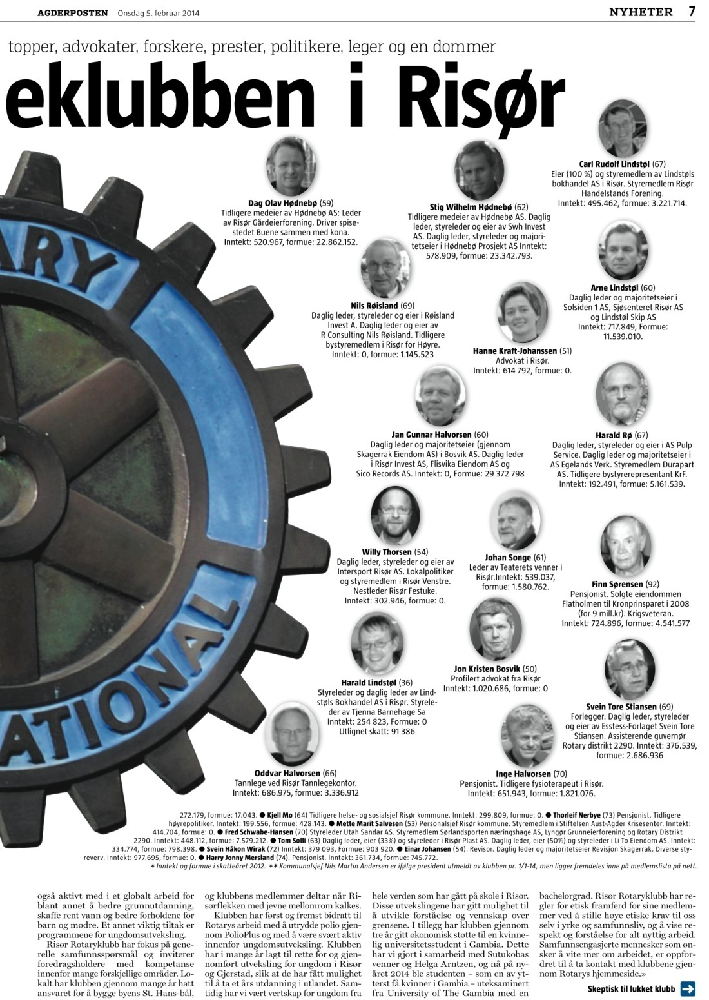 AGDERPOSTEN Onsdag 5. februar 2014
NYHETER 7
topper, advokater, forskere, prester, politikere, leger og en dommer
eklubben i Risør
ARY
ATIONAL
Carl Rudolf Lindstøl (67)
Eier (100 %) og styremedlem av Lindstøls
bokhandel AS i Risør. Styremedlem Risør
Handelstands Forening.
Inntekt: 495.462, formue: 3.221.714.
Dag Olav Hødnebø (59)
Tidligere medeier av Hødnebø AS: Leder
av Risør Gårdeierforening. Driver spise-
stedet Buene sammen med kona.
Inntekt: 520.967, formue: 22.862.152.
Stig Wilhelm Hødnebø (62)
Tidligere medeier av Hødnebø AS. Daglig
leder, styreleder og eier av Swh Invest
AS. Daglig leder, styreleder og majori-
tetseier i Hødnebø Prosjekt AS Inntekt:
578.909, formue: 23.342.793.
Arne Lindstøl (60)
Daglig leder og majoritetseier i
Solsiden 1 AS, Sjøsenteret Risør AS
og Lindstøl Skip AS
Inntekt: 717.849, Formue:
11.539.010.
Nils Røisland (69)
Daglig leder, styreleder og eier i Røisland
Invest A. Daglig leder og eier av
R Consulting Nils Røisland. Tidligere
bystyremedlem i Risør for Høyre.
Inntekt: 0, formue: 1.145.523
Hanne Kraft-Johanssen (51)
Advokat i Risør.
Inntekt: 614 792, formue: 0.
Jan Gunnar Halvorsen (60)
Daglig leder og majoritetseier (gjennom
Skagerrak Eiendom AS) i Bosvik AS. Daglig leder
i Risør Invest AS, Flisvika Eiendom AS og
Sico Records AS. Inntekt: 0, Formue: 29 372 798
Harald Rø (67)
Daglig leder, styreleder og eier i AS Pulp
Service. Daglig leder og majoritetseier i
AS Egelands Verk. Styremedlem Durapart
AS. Tidligere bystyrerepresentant KrF.
Inntekt: 192.491, formue: 5.161.539.
Willy Thorsen (54)
Daglig leder, styreleder og eier av
Intersport Risør AS. Lokalpolitiker
og styremedlem i Risør Venstre.
Nestleder Risør Festuke.
Inntekt: 302.946, formue: 0.
Johan Songe (61)
Leder av Teaterets venner i
Risør.Inntekt: 539.037,
formue: 1.580.762.
Finn Sørensen (92)
Pensjonist. Solgte eiendommen
Flatholmen til Kronprinsparet i 2008
(for 9 mill.kr). Krigsveteran.
Inntekt: 724.896, formue: 4.541.577
Harald Lindstøl (36)
Styreleder og daglig leder av Lind-
støls Bokhandel AS i Risør. Styrele-
der av Tjenna Barnehage Sa
Inntekt: 254 823, Formue: 0
Utlignet skatt: 91 386
Jon Kristen Bosvik (50)
Profilert advokat fra Risør
Inntekt: 1.020.686, formue: 0
Svein Tore Stiansen (69)
Forlegger. Daglig leder, styreleder
og eier av Esstess-Forlaget Svein Tore
Stiansen. Assisterende guvernør
Rotary distrikt 2290. Inntekt: 376.539,
formue: 2.686.936
Oddvar Halvorsen (66)
Tannlege ved Risør Tannlegekontor.
Inntekt: 686.975, formue: 3.336.912
Inge Halvorsen (70)
Pensjonist. Tidligere fysioterapeut i Risør.
Inntekt: 651.943, formue: 1.821.076.
272.179, formue: 17.043. ● Kjell Mo (64) Tidligere helse- og sosialsjef Risør kommune. Inntekt: 299.809, formue: 0. ● Thorleif Nerbye (73) Pensjonist. Tidligere
høyrepolitiker. Inntekt: 199.556, formue: 428.143. ● Mette Marit Salvesen (53) Personalsjef Risør kommune. Styremedlem i Stiftelsen Aust-Agder Krisesenter. Inntekt:
414.704, formue: 0. ● Fred Schwabe-Hansen (70) Styreleder Utah Sandar AS. Styremedlem Sørlandsporten næringshage AS, Lyngør Grunneierforening og Rotary Distrikt
2290. Inntekt: 448.112, formue: 7.579.212. ● Tom Solli (63) Daglig leder, eier (33%) og styreleder i Risør Plast AS. Daglig leder, eier (50%) og styreleder i Li To Eiendom AS. Inntekt:
334.774, formue: 798.398. ● Svein Håkon Wirak (72) Inntekt: 379 093, Formue: 903 920. ● Einar Johansen (54). Revisor. Daglig leder og majoritetseier Revisjon Skagerrak. Diverse sty-
reverv. Inntekt: 977.695, formue: 0. ● Harry Jonny Mersland (74). Pensjonist. Inntekt: 361.734, formue: 745.772.
* Inntekt og formue i skatteåret 2012. ** Kommunalsjef Nils Martin Andersen er ifølge president utmeldt av klubben pr. 1/1-14, men ligger fremdeles inne på medlemslista på nett.
også aktivt med i et globalt arbeid for
blant annet å bedre grunnutdanning,
skaffe rent vann og bedre forholdene for
barn og mødre. Et annet viktig tiltak er
programmene for ungdomsutveksling.
Risør Rotaryklubb har fokus på gene-
relle samfunnsspørsmål og inviterer
foredragsholdere med kompetanse
innenfor mange forskjellige områder. Lo-
kalt har klubben gjennom mange år hatt
ansvaret for å bygge byens St. Hans-bål,
og klubbens medlemmer deltar når Ri-
sørflekken med jevne mellomrom kalkes.
Klubben har først og fremst bidratt til
Rotarys arbeid med å utrydde polio gjen-
nom PolioPlus og med å være svært aktiv
innenfor ungdomsutveksling. Klubben
har i mange år lagt til rette for og gjen-
nomført utveksling for ungdom i Risør
og Gjerstad, slik at de har fått mulighet
til å ta et års utdanning i utlandet. Sam-
tidig har vi vært vertskap for ungdom fra
hele verden som har gått på skole i Risør.
Disse utvekslingene har gitt mulighet til
å utvikle forståelse og vennskap over
grensene. I tillegg har klubben gjennom
tre år gitt økonomisk støtte til en kvinne-
lig universitetsstudent i Gambia. Dette
har vi gjort i samarbeid med Sutukobas
venner og Helga Arntzen, og nå på ny-
året 2014 ble studenten – som en av yt-
terst få kvinner i Gambia – uteksaminert
fra University of The Gambia med en
bachelorgrad. Risør Rotaryklubb har re-
gler for etisk framferd for sine medlem-
mer ved å stille høye etiske krav til oss
selv i yrke og samfunnsliv, og å vise re-
spekt og forståelse for alt nyttig arbeid.
Samfunnsengasjerte mennesker som øn-
sker å vite mer om arbeidet, er oppfor-
dret til å ta kontakt med klubbene gjen-
nom Rotarys hjemmeside.»
Skeptisk til lukket klubb